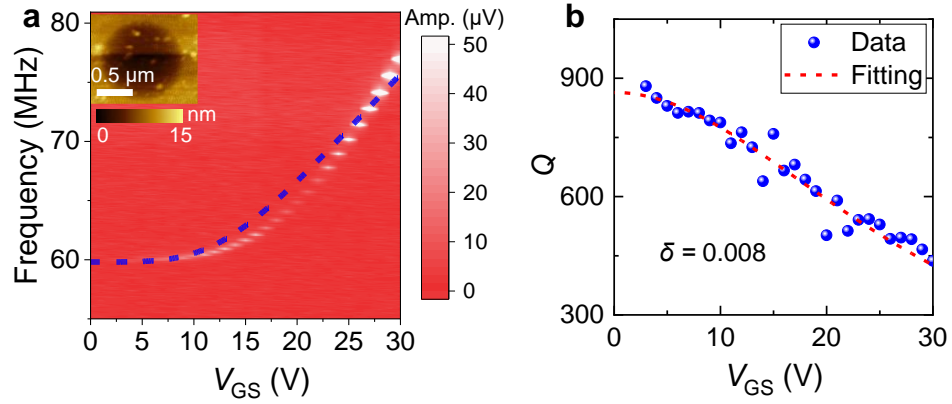 a
Amp. (µV)
Frequency (MHz)
80
70
60
0.5 µm
nm
0 15
50
40
30
20
10
0
0 5 10 15 20 25 30
V_GS (V)
b
Data
Fitting
Q
900
600
300
δ = 0.008
0 10 20 30
V_GS (V)